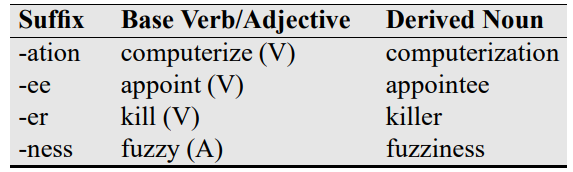 Suffix Base Verb/Adjective Derived Noun
-ation computerize (V) computerization
-ee appoint (V) appointee
-er kill (V) killer
-ness fuzzy (A) fuzziness